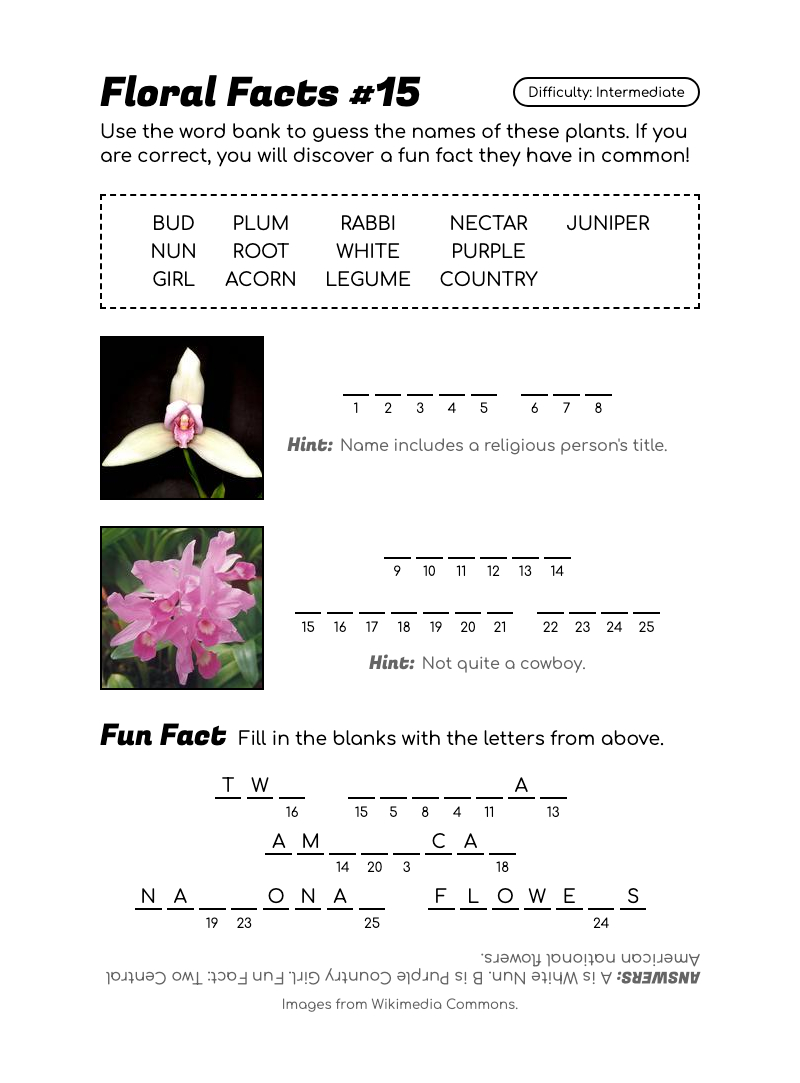 Floral Facts #15
Difficulty: Intermediate
Use the word bank to guess the names of these plants. If you
are correct, you will discover a fun fact they have in common!
BUD PLUM RABBI NECTAR JUNIPER
NUN ROOT WHITE PURPLE
GIRL ACORN LEGUME COUNTRY
1 2 3 4 5 6 7 8
Hint: Name includes a religious person's title.
9 10 11 12 13 14
15 16 17 18 19 20 21 22 23 24 25
Hint: Not quite a cowboy.
Fun Fact Fill in the blanks with the letters from above.
T W _ _ _ _ _ _ A _
16 15 5 8 4 11 13
A M _ _ _ C A _
14 20 3 18
N A _ _ O N A _ F L O W E _ S
19 23 25 24
ANSWERS: A is White Nun. B is Purple Country Girl. Fun Fact: Two Central
American national flowers.
Images from Wikimedia Commons.